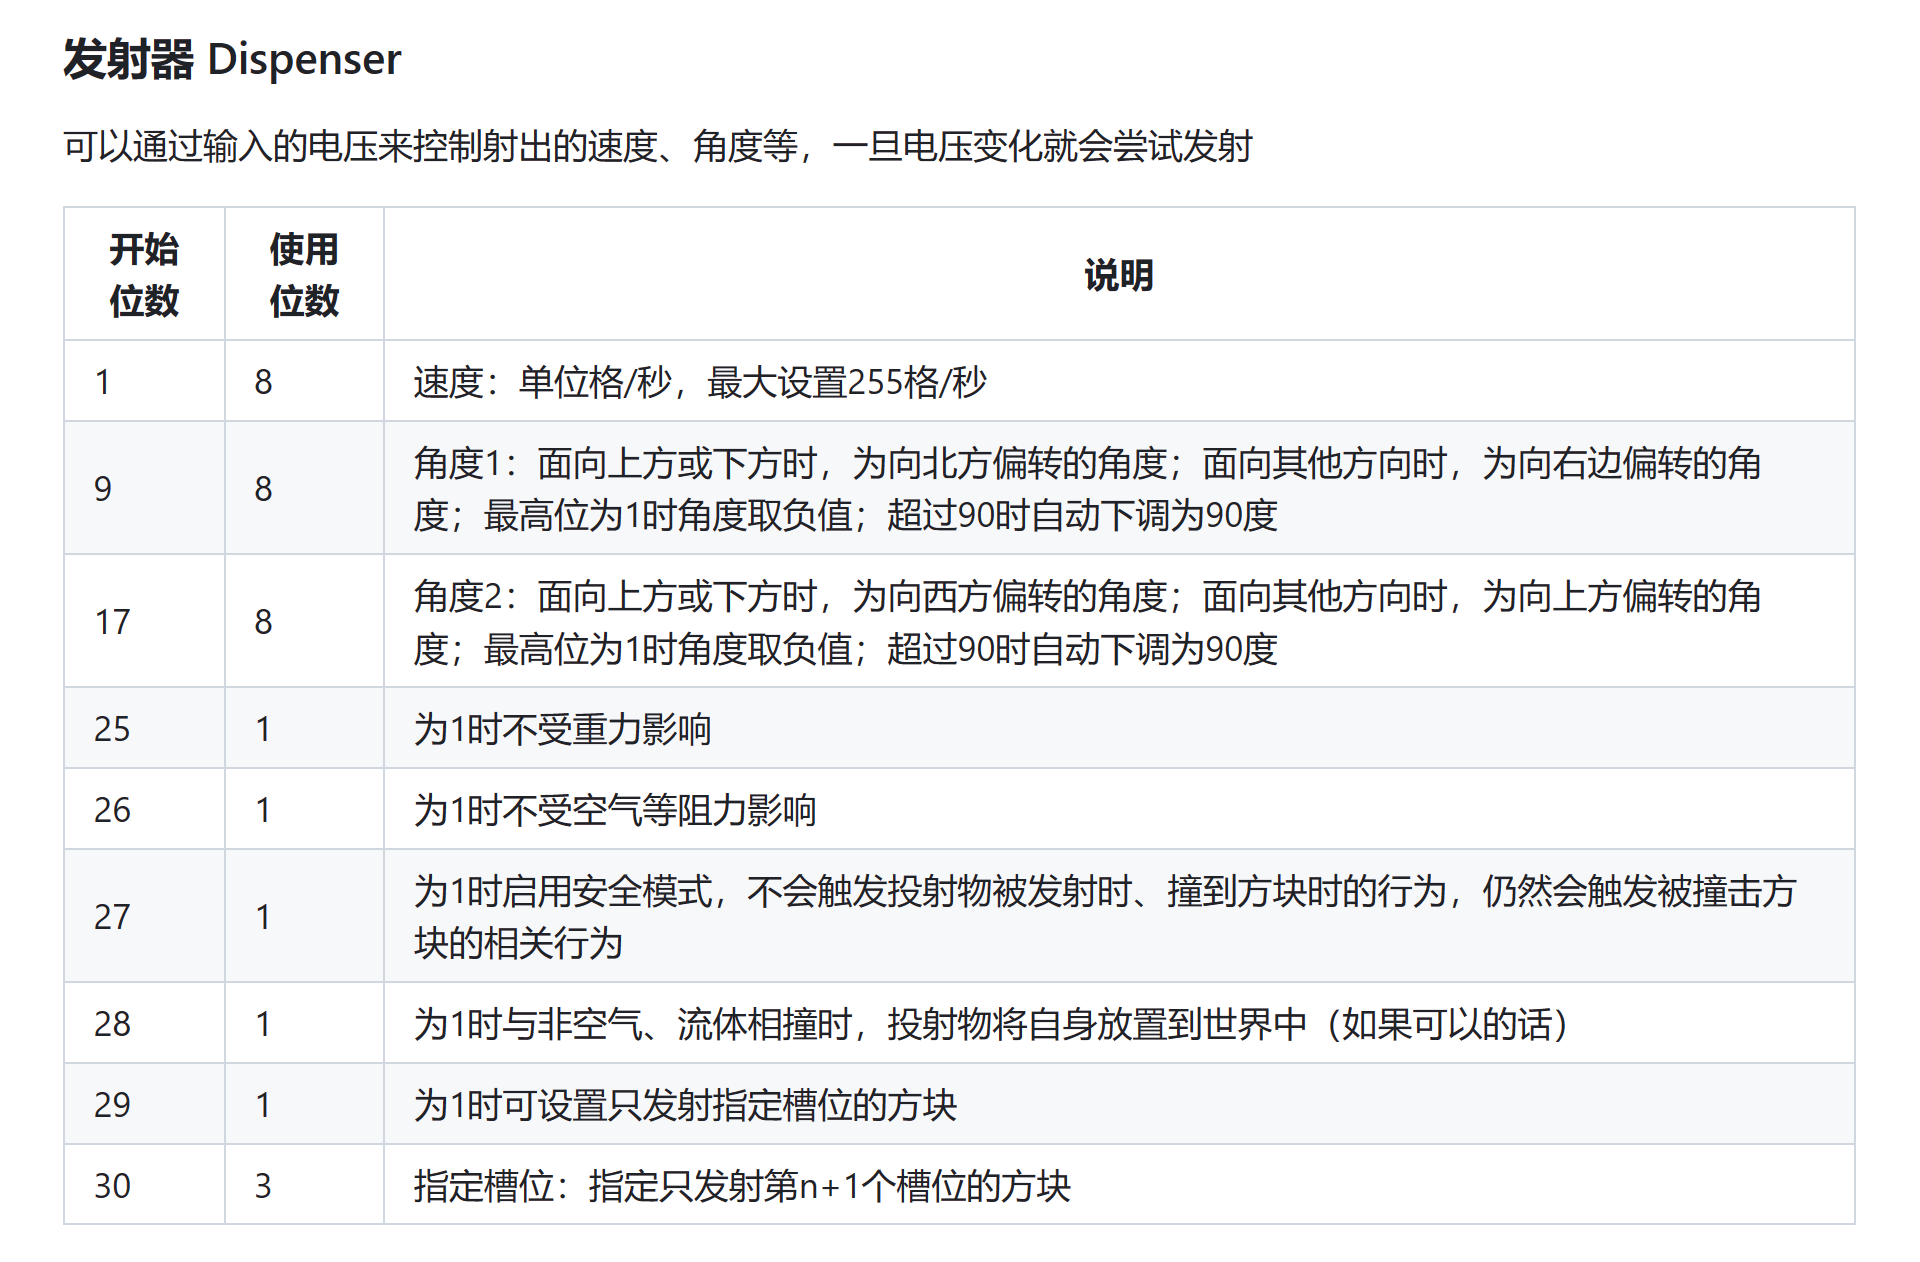 发射器 Dispenser
可以通过输入的电压来控制射出的速度、角度等，一旦电压变化就会尝试发射
开始位数 使用位数 说明
1 8 速度：单位格/秒，最大设置255格/秒
9 8 角度1：面向上方或下方时，为向北方偏转的角度；面向其他方向时，为向右边偏转的角
度；最高位为1时角度取负值；超过90时自动下调为90度
17 8 角度2：面向上方或下方时，为向西方偏转的角度；面向其他方向时，为向上方偏转的角
度；最高位为1时角度取负值；超过90时自动下调为90度
25 1 为1时不受重力影响
26 1 为1时不受空气等阻力影响
27 1 为1时启用安全模式，不会触发投射物被发射时、撞到方块时的行为，仍然会触发被撞击方
块的相关行为
28 1 为1时与非空气、流体相撞时，投射物将自身放置到世界中（如果可以的话）
29 1 为1时可设置只发射指定槽位的方块
30 3 指定槽位：指定只发射第n+1个槽位的方块